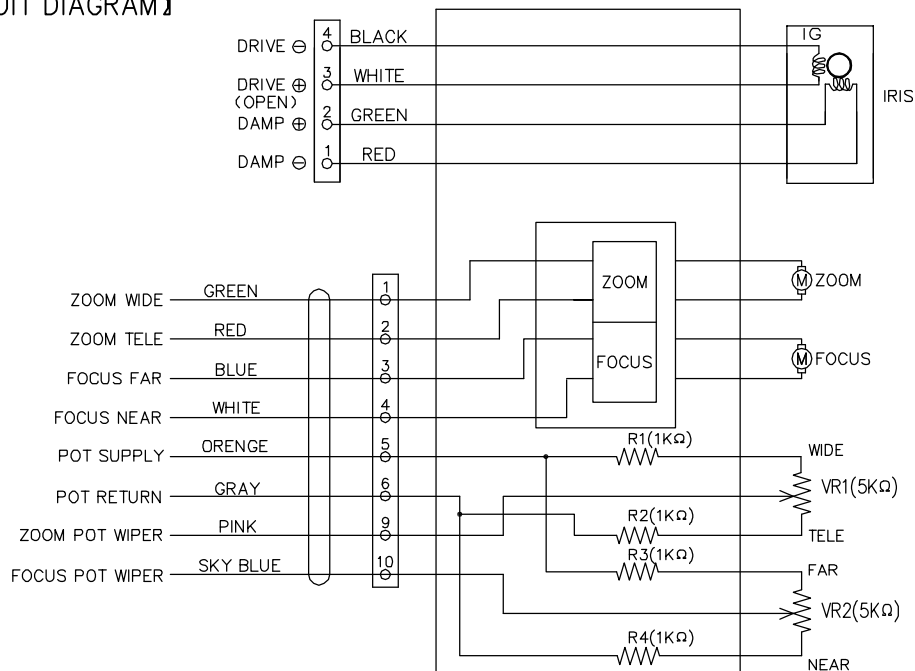 UIT DIAGRAM】
DRIVE ⊖ 4 BLACK
DRIVE ⊕ 3 WHITE
(OPEN)
DAMP ⊕ 2 GREEN
DAMP ⊖ 1 RED
IG
IRIS
ZOOM WIDE GREEN 1
ZOOM TELE RED 2
FOCUS FAR BLUE 3
FOCUS NEAR WHITE 4
POT SUPPLY ORENGE 5
POT RETURN GRAY 6
ZOOM POT WIPER PINK 9
FOCUS POT WIPER SKY BLUE 10
ZOOM
FOCUS
M ZOOM
M FOCUS
R1(1KΩ) WIDE
VR1(5KΩ)
R2(1KΩ) TELE
R3(1KΩ) FAR
VR2(5KΩ)
R4(1KΩ) NEAR